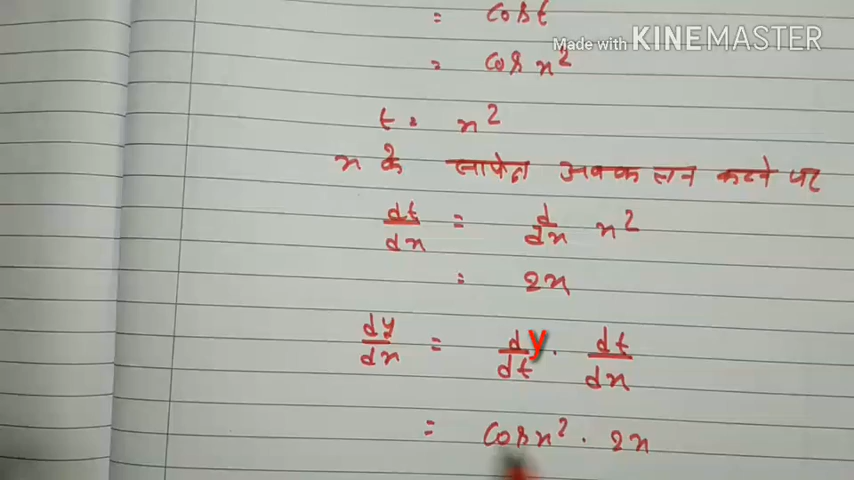 = cos t
Made with KINEMASTER
= cos x²
t = x²
x के सापेक्ष अवकलन करने पर
dt/dx = d/dx x²
= 2x
dy/dx = dy/dt . dt/dx
= cos x² . 2x